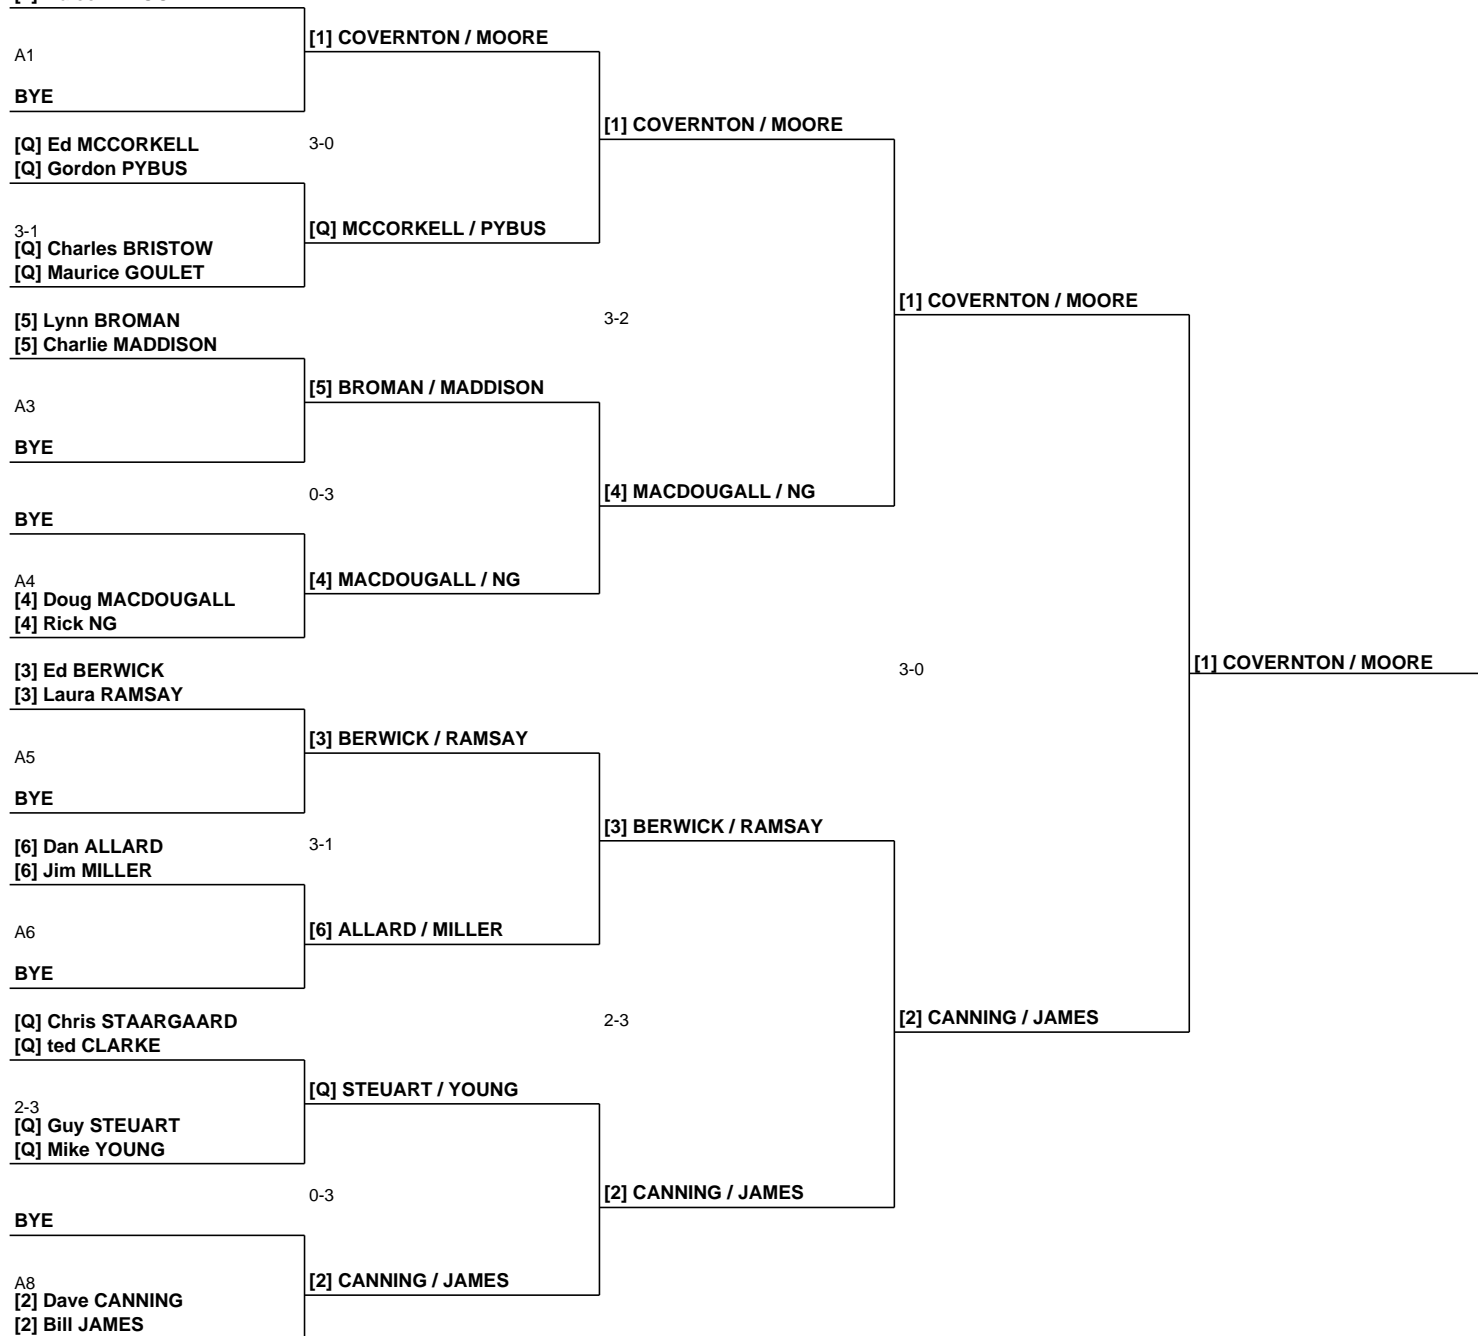 [1] COVERNTON / MOORE
A1
BYE
[1] COVERNTON / MOORE
[Q] Ed MCCORKELL
3-0
[Q] Gordon PYBUS
[Q] MCCORKELL / PYBUS
3-1
[Q] Charles BRISTOW
[Q] Maurice GOULET
[1] COVERNTON / MOORE
[5] Lynn BROMAN
3-2
[5] Charlie MADDISON
[5] BROMAN / MADDISON
A3
BYE
0-3
[4] MACDOUGALL / NG
BYE
[4] MACDOUGALL / NG
A4
[4] Doug MACDOUGALL
[4] Rick NG
[3] Ed BERWICK
3-0
[1] COVERNTON / MOORE
[3] Laura RAMSAY
[3] BERWICK / RAMSAY
A5
BYE
[3] BERWICK / RAMSAY
[6] Dan ALLARD
3-1
[6] Jim MILLER
[6] ALLARD / MILLER
A6
BYE
[Q] Chris STAARGAARD
2-3
[2] CANNING / JAMES
[Q] ted CLARKE
[Q] STEUART / YOUNG
2-3
[Q] Guy STEUART
[Q] Mike YOUNG
0-3
[2] CANNING / JAMES
BYE
[2] CANNING / JAMES
A8
[2] Dave CANNING
[2] Bill JAMES